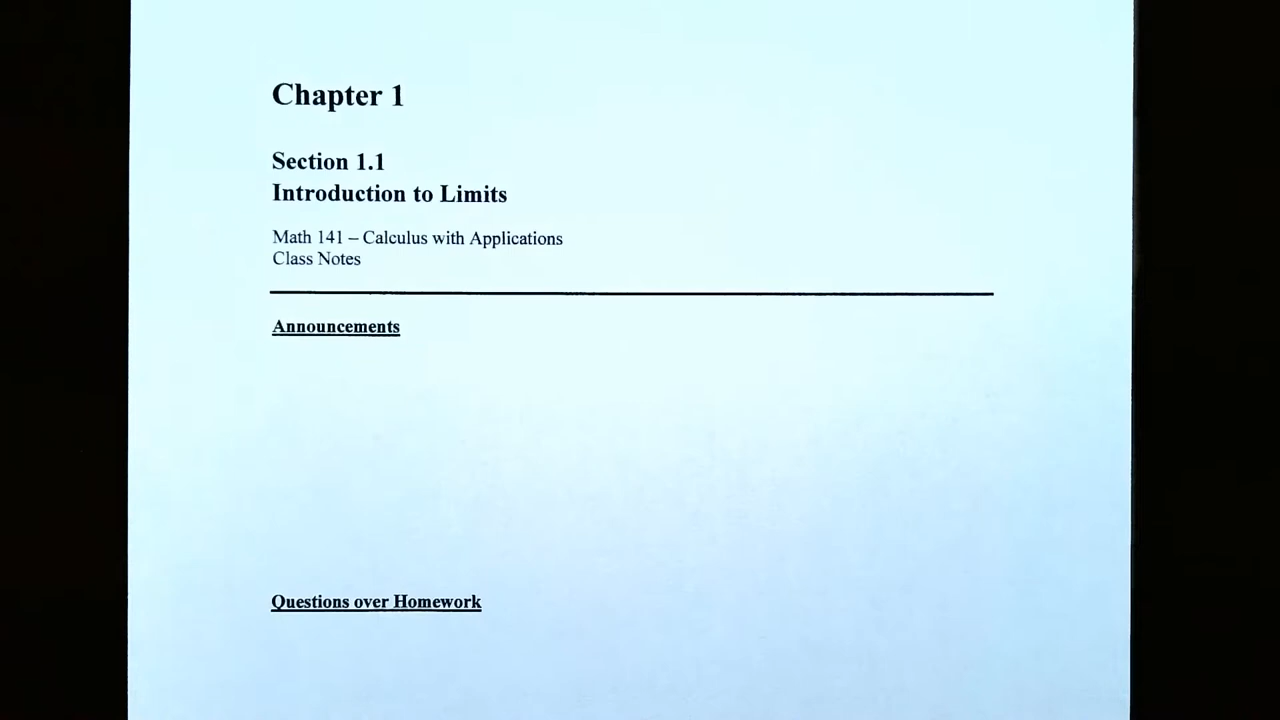 Chapter 1
Section 1.1
Introduction to Limits
Math 141 – Calculus with Applications
Class Notes
Announcements
Questions over Homework